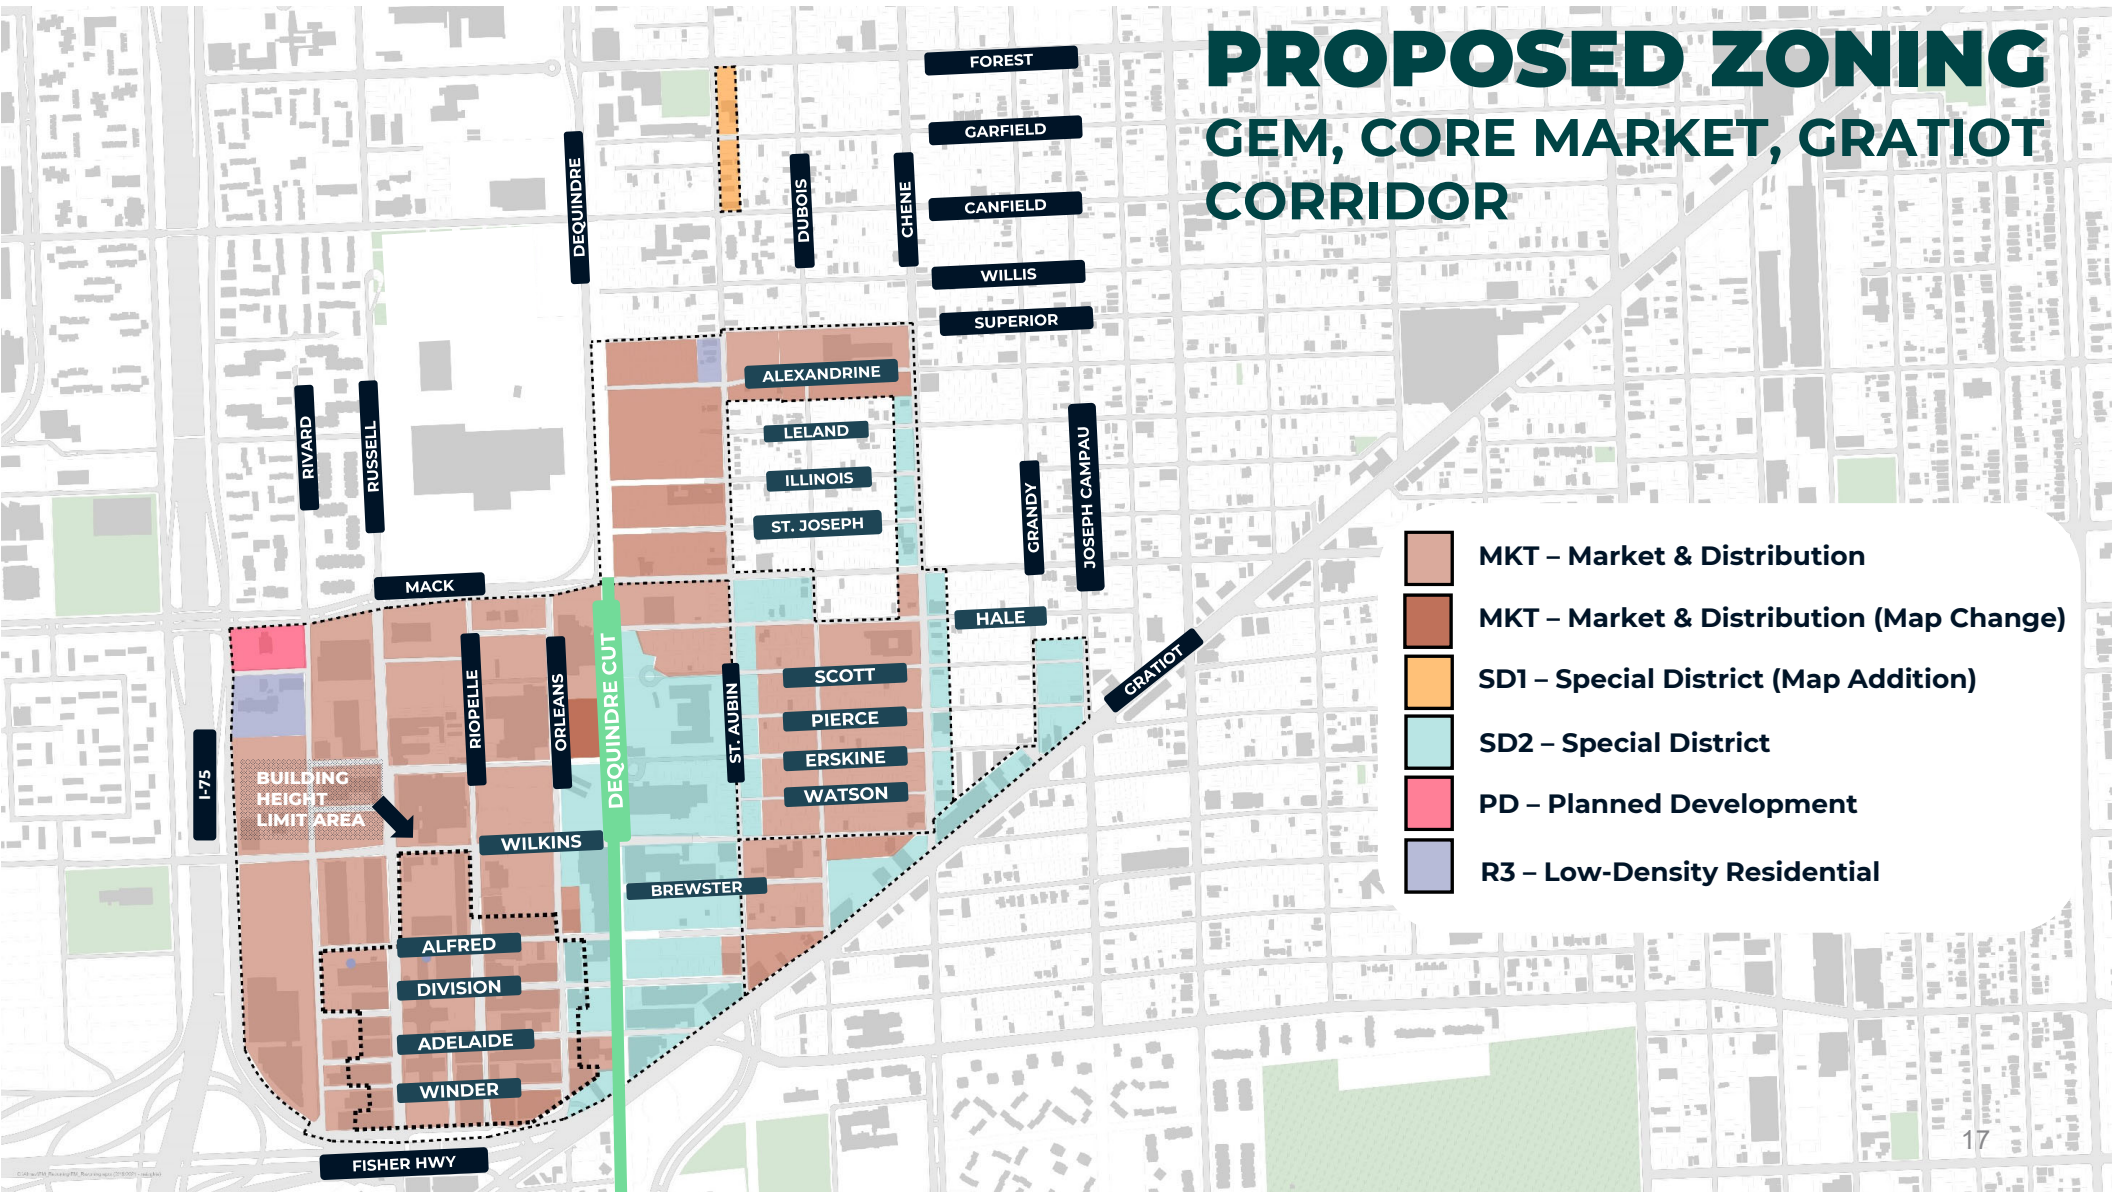 PROPOSED ZONING
GEM, CORE MARKET, GRATIOT
CORRIDOR
FOREST
GARFIELD
CANFIELD
WILLIS
SUPERIOR
DEQUINDRE
DUBOIS
CHENE
ALEXANDRINE
LELAND
ILLINOIS
ST. JOSEPH
RIVARD
RUSSELL
GRANDY
JOSEPH CAMPAU
MACK
HALE
GRATIOT
RIOPELLE
ORLEANS
DEQUINDRE CUT
ST. AUBIN
SCOTT
PIERCE
ERSKINE
WATSON
I-75
BUILDING
HEIGHT
LIMIT AREA
WILKINS
BREWSTER
ALFRED
DIVISION
ADELAIDE
WINDER
FISHER HWY
MKT – Market & Distribution
MKT – Market & Distribution (Map Change)
SD1 – Special District (Map Addition)
SD2 – Special District
PD – Planned Development
R3 – Low-Density Residential
17